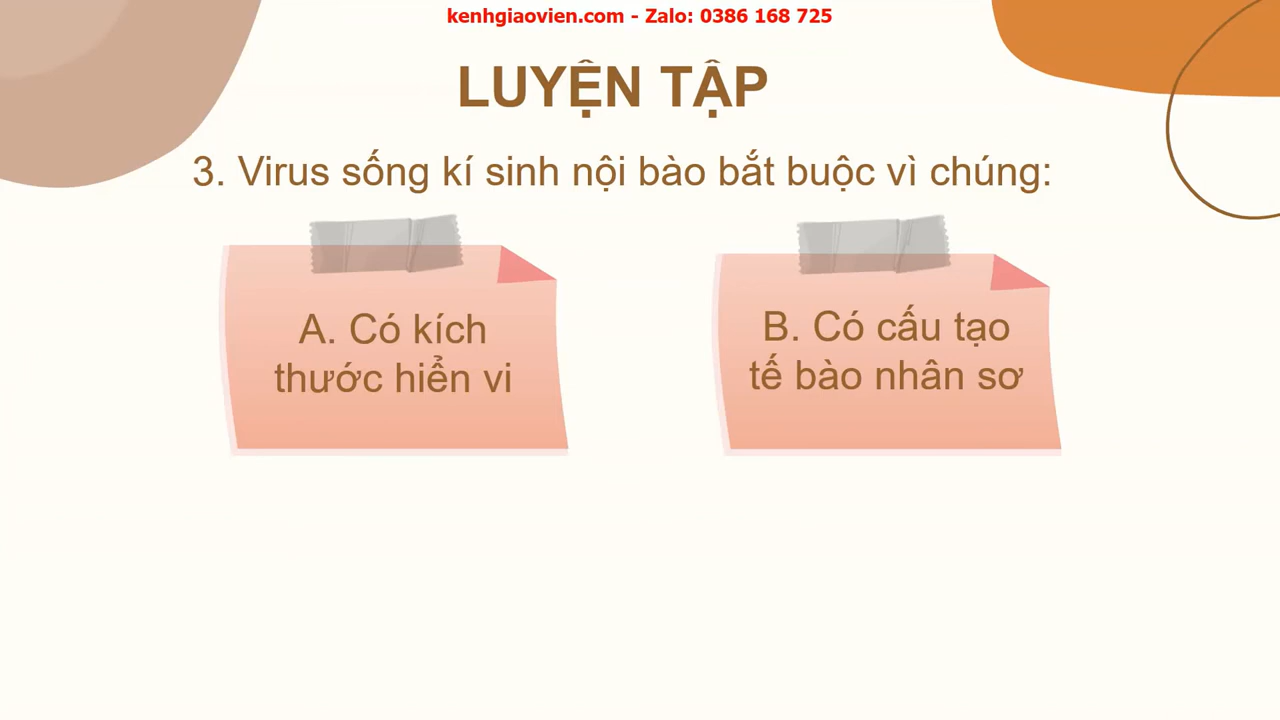 kenhgiaovien.com - Zalo: 0386 168 725
LUYỆN TẬP
3. Virus sống kí sinh nội bào bắt buộc vì chúng:
A. Có kích
thước hiển vi
B. Có cấu tạo
tế bào nhân sơ